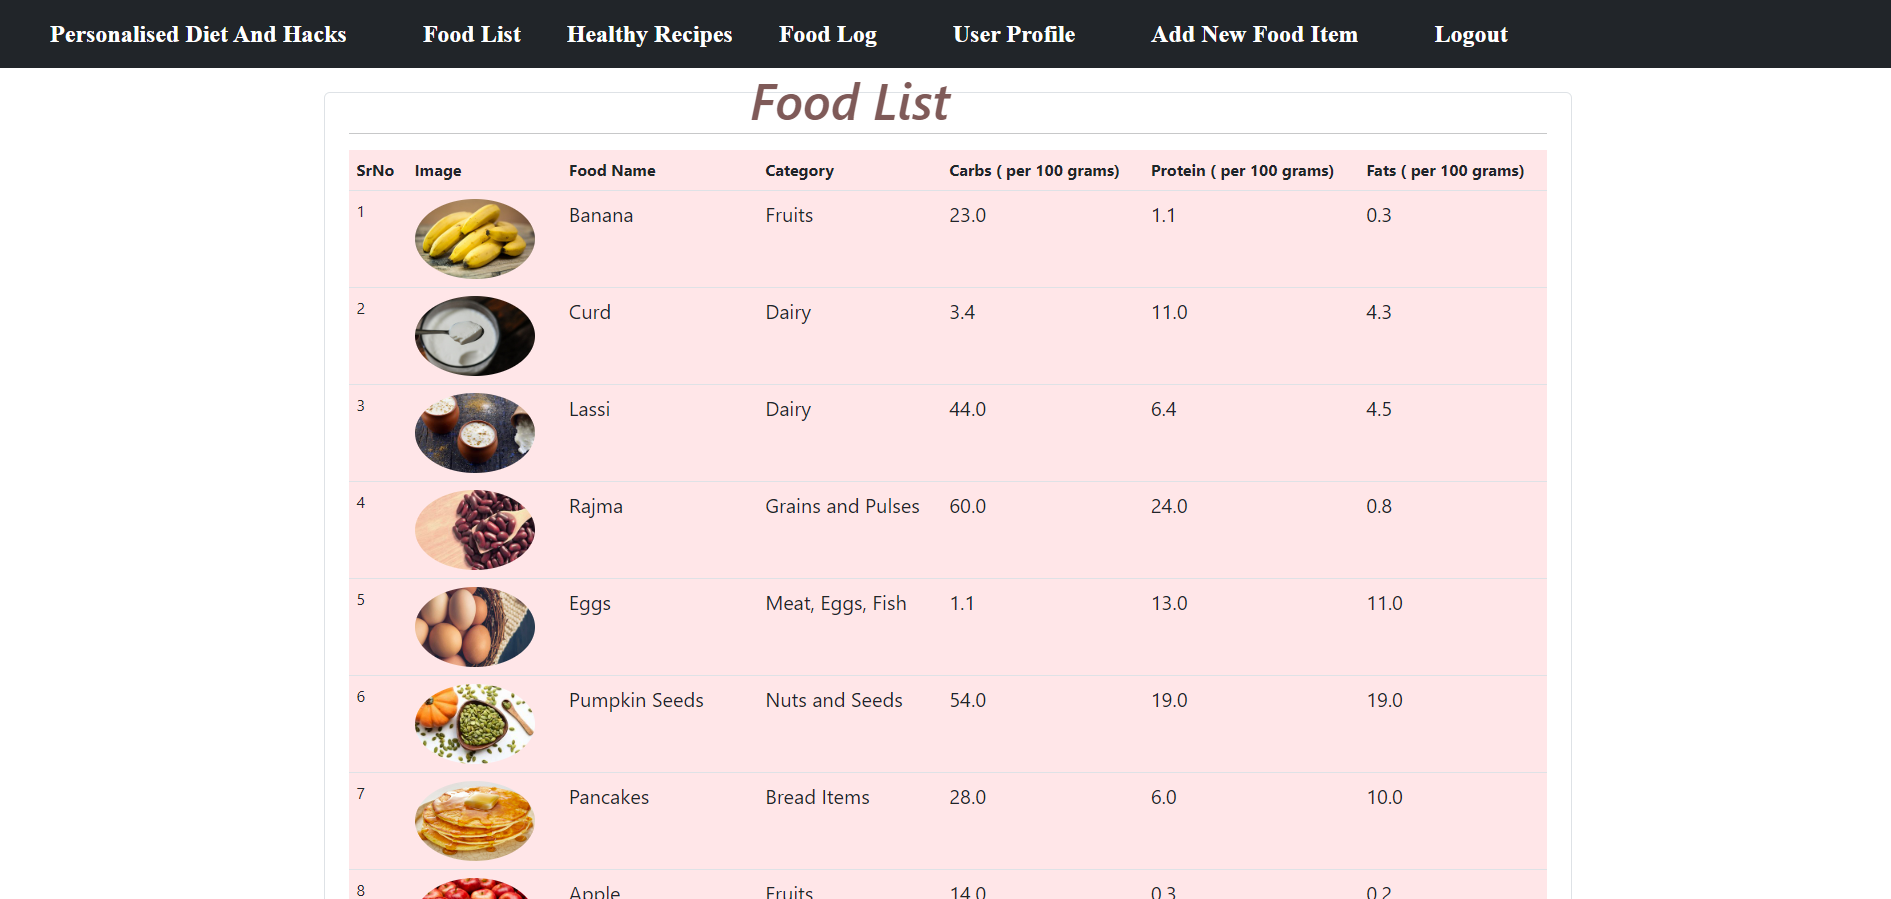 Personalised Diet And Hacks Food List Healthy Recipes Food Log User Profile Add New Food Item Logout
Food List
SrNo Image Food Name Category Carbs ( per 100 grams) Protein ( per 100 grams) Fats ( per 100 grams)
1 Banana Fruits 23.0 1.1 0.3
2 Curd Dairy 3.4 11.0 4.3
3 Lassi Dairy 44.0 6.4 4.5
4 Rajma Grains and Pulses 60.0 24.0 0.8
5 Eggs Meat, Eggs, Fish 1.1 13.0 11.0
6 Pumpkin Seeds Nuts and Seeds 54.0 19.0 19.0
7 Pancakes Bread Items 28.0 6.0 10.0
8 Apple Fruits 14.0 0.3 0.2